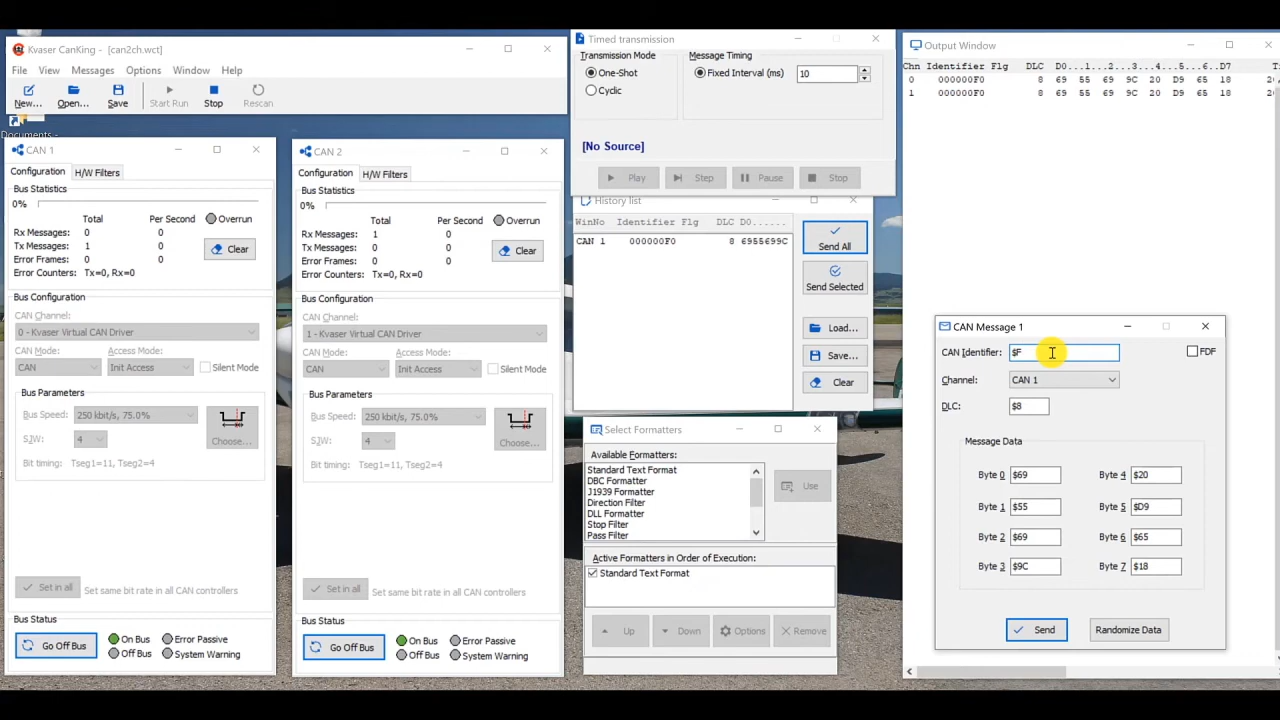 Kvaser CanKing - [can2ch.wct]
File View Messages Options Window Help
New... Open... Save Start Run Stop Rescan
Documents -
CAN 1
Configuration H/W Filters
Bus Statistics
0%
Total Per Second Overrun
Rx Messages: 0 0
Tx Messages: 1 0 Clear
Error Frames: 0 0
Error Counters: Tx=0, Rx=0
Bus Configuration
CAN Channel:
0 - Kvaser Virtual CAN Driver
CAN Mode: Access Mode:
CAN Init Access Silent Mode
Bus Parameters
Bus Speed: 250 kbit/s, 75.0%
SJW: 4 Choose...
Bit timing: Tseg1=11, Tseg2=4
Set in all Set same bit rate in all CAN controllers
Bus Status
Go Off Bus On Bus Error Passive
Off Bus System Warning
CAN 2
Configuration H/W Filters
Bus Statistics
0%
Total Per Second Overrun
Rx Messages: 1 0
Tx Messages: 0 0 Clear
Error Frames: 0 0
Error Counters: Tx=0, Rx=0
Bus Configuration
CAN Channel:
1 - Kvaser Virtual CAN Driver
CAN Mode: Access Mode:
CAN Init Access Silent Mode
Bus Parameters
Bus Speed: 250 kbit/s, 75.0%
SJW: 4 Choose...
Bit timing: Tseg1=11, Tseg2=4
Set in all Set same bit rate in all CAN controllers
Bus Status
Go Off Bus On Bus Error Passive
Off Bus System Warning
Timed transmission
Transmission Mode Message Timing
One-Shot Fixed Interval (ms) 10
Cyclic
[No Source]
Play Step Pause Stop
History list
WinNo Identifier Flg DLC D0......
CAN 1 000000F0 8 6955699C
Send All
Send Selected
Load...
Save...
Clear
Select Formatters
Available Formatters:
Standard Text Format
DBC Formatter
J1939 Formatter
Direction Filter
DLL Formatter
Stop Filter
Pass Filter
Use
Active Formatters in Order of Execution:
Standard Text Format
Up Down Options Remove
Output Window
Chn Identifier Flg DLC D0...1...2...3...4...5...6...D7
0 000000F0 8 69 55 69 9C 20 D9 65 18
1 000000F0 8 69 55 69 9C 20 D9 65 18
CAN Message 1
CAN Identifier: $F FDF
Channel: CAN 1
DLC: $8
Message Data
Byte 0 $69 Byte 4 $20
Byte 1 $55 Byte 5 $D9
Byte 2 $69 Byte 6 $65
Byte 3 $9C Byte 7 $18
Send Randomize Data